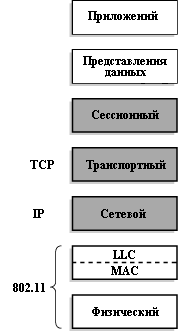 Приложений
Представления
данных
Сессионный
TCP Транспортный
IP Сетевой
LLC
MAC
802.11
Физический